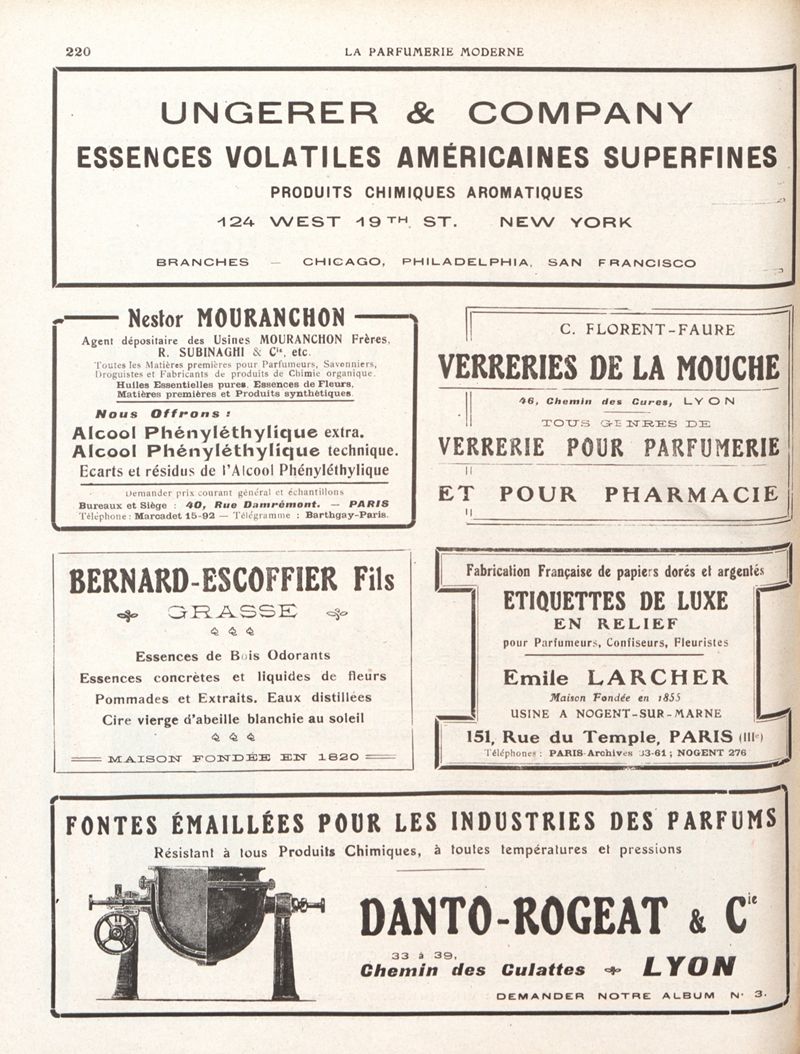 220
LA PARFUMERIE MODERNE
UNGERER & COMPANY
ESSENCES VOLATILES AMÉRICAINES SUPERFINES
PRODUITS CHIMIQUES AROMATIQUES
124 WEST 19TH. ST. NEW YORK
BRANCHES — CHICAGO, PHILADELPHIA, SAN FRANCISCO
Nestor MOURANCHON
Agent dépositaire des Usines MOURANCHON Frères,
R. SUBINAGHI & Cie, etc.
Toutes les Matières premières pour Parfumeurs, Savonniers,
Droguistes et Fabricants de produits de Chimie organique.
Huiles Essentielles pures, Essences de Fleurs,
Matières premières et Produits synthétiques.
Nous Offrons :
Alcool Phényléthylique extra.
Alcool Phényléthylique technique.
Ecarts et résidus de l'Alcool Phényléthylique
Demander prix courant général et échantillons
Bureaux et Siège : 40, Rue Damrémont. — PARIS
Téléphone : Marcadet 15-92 — Télégramme : Barthgay-Paris.
C. FLORENT-FAURE
VERRERIES DE LA MOUCHE
46, Chemin des Cures, LYON
TOUS GENRES DE
VERRERIE POUR PARFUMERIE
ET POUR PHARMACIE
BERNARD-ESCOFFIER Fils
GRASSE
Essences de Bois Odorants
Essences concrètes et liquides de fleurs
Pommades et Extraits. Eaux distillées
Cire vierge d'abeille blanchie au soleil
MAISON FONDÉE EN 1820
Fabrication Française de papiers dorés et argentés
ETIQUETTES DE LUXE
EN RELIEF
pour Parfumeurs, Confiseurs, Fleuristes
Emile LARCHER
Maison Fondée en 1855
USINE A NOGENT-SUR-MARNE
151, Rue du Temple, PARIS (IIIe)
Téléphones : PARIS-Archives 33-61 ; NOGENT 276
FONTES ÉMAILLÉES POUR LES INDUSTRIES DES PARFUMS
Résistant à tous Produits Chimiques, à toutes températures et pressions
DANTO-ROGEAT & Cie
33 à 39,
Chemin des Culattes LYON
DEMANDER NOTRE ALBUM N· 3.